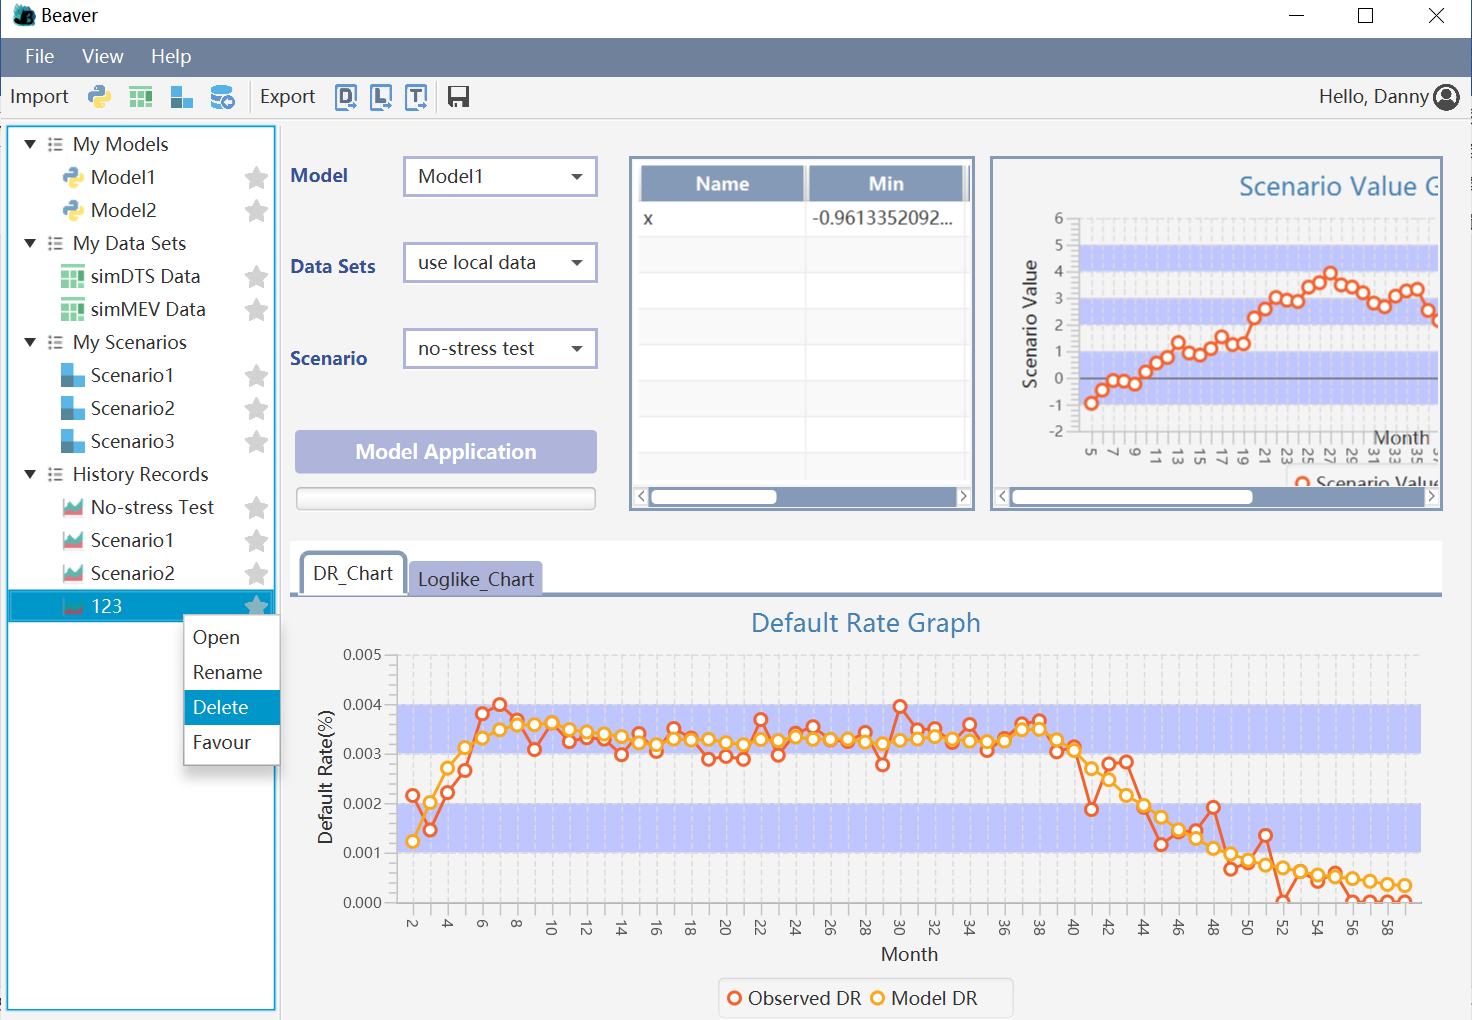 Beaver
File View Help
Import Export D L T Hello, Danny
My Models
Model1
Model2
My Data Sets
simDTS Data
simMEV Data
My Scenarios
Scenario1
Scenario2
Scenario3
History Records
No-stress Test
Scenario1
Scenario2
123
Open
Rename
Delete
Favour
Model Model1
Data Sets use local data
Scenario no-stress test
Model Application
Name Min
x -0.9613352092...
Scenario Value G
Scenario Value
6
5
4
3
2
1
0
-1
-2
5 7 9 11 13 15 17 19 21 23 25 27 29 31 33 35
Month
Scenario Value
DR_Chart Loglike_Chart
Default Rate Graph
Default Rate(%)
0.005
0.004
0.003
0.002
0.001
0.000
2 4 6 8 10 12 14 16 18 20 22 24 26 28 30 32 34 36 38 40 42 44 46 48 50 52 54 56 58
Month
Observed DR Model DR